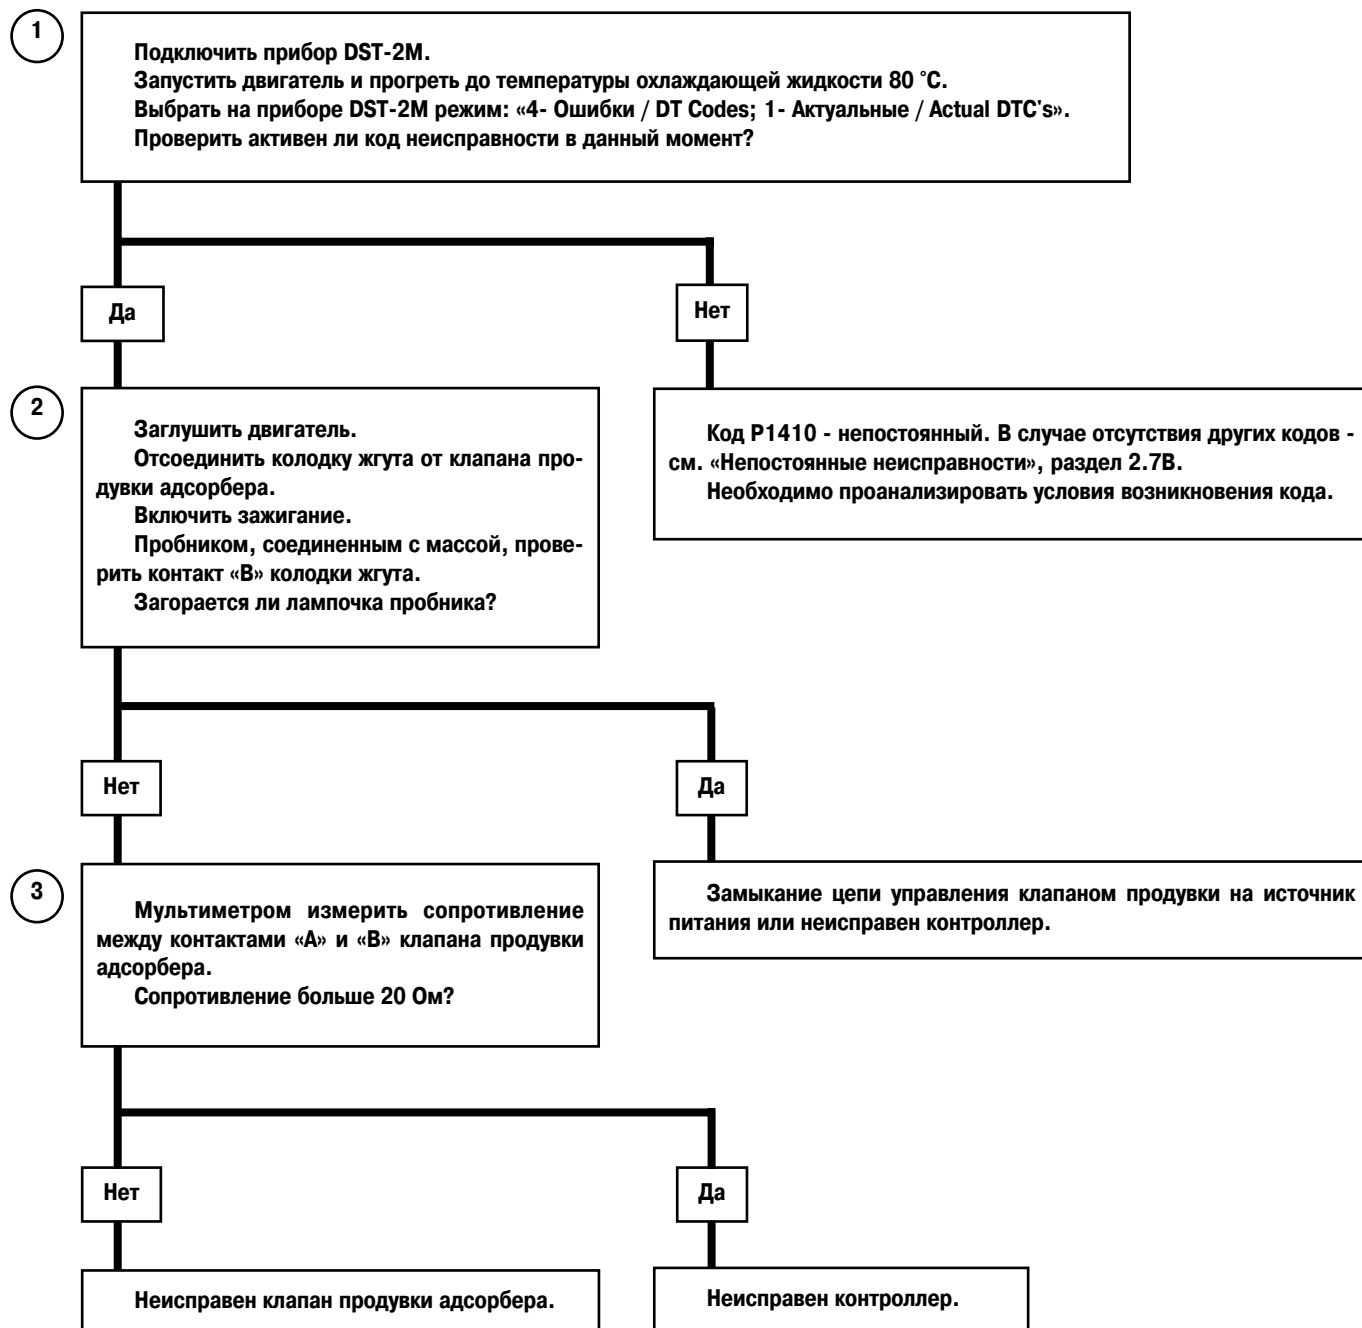 1
Подключить прибор DST-2M.
Запустить двигатель и прогреть до температуры охлаждающей жидкости 80 °С.
Выбрать на приборе DST-2M режим: «4- Ошибки / DT Codes; 1- Актуальные / Actual DTC's».
Проверить активен ли код неисправности в данный момент?
Да
Нет
2
Заглушить двигатель.
Отсоединить колодку жгута от клапана про-
дувки адсорбера.
Включить зажигание.
Пробником, соединенным с массой, прове-
рить контакт «В» колодки жгута.
Загорается ли лампочка пробника?
Код Р1410 - непостоянный. В случае отсутствия других кодов -
см. «Непостоянные неисправности», раздел 2.7В.
Необходимо проанализировать условия возникновения кода.
Нет
Да
3
Мультиметром измерить сопротивление
между контактами «А» и «В» клапана продувки
адсорбера.
Сопротивление больше 20 Ом?
Замыкание цепи управления клапаном продувки на источник
питания или неисправен контроллер.
Нет
Да
Неисправен клапан продувки адсорбера.
Неисправен контроллер.